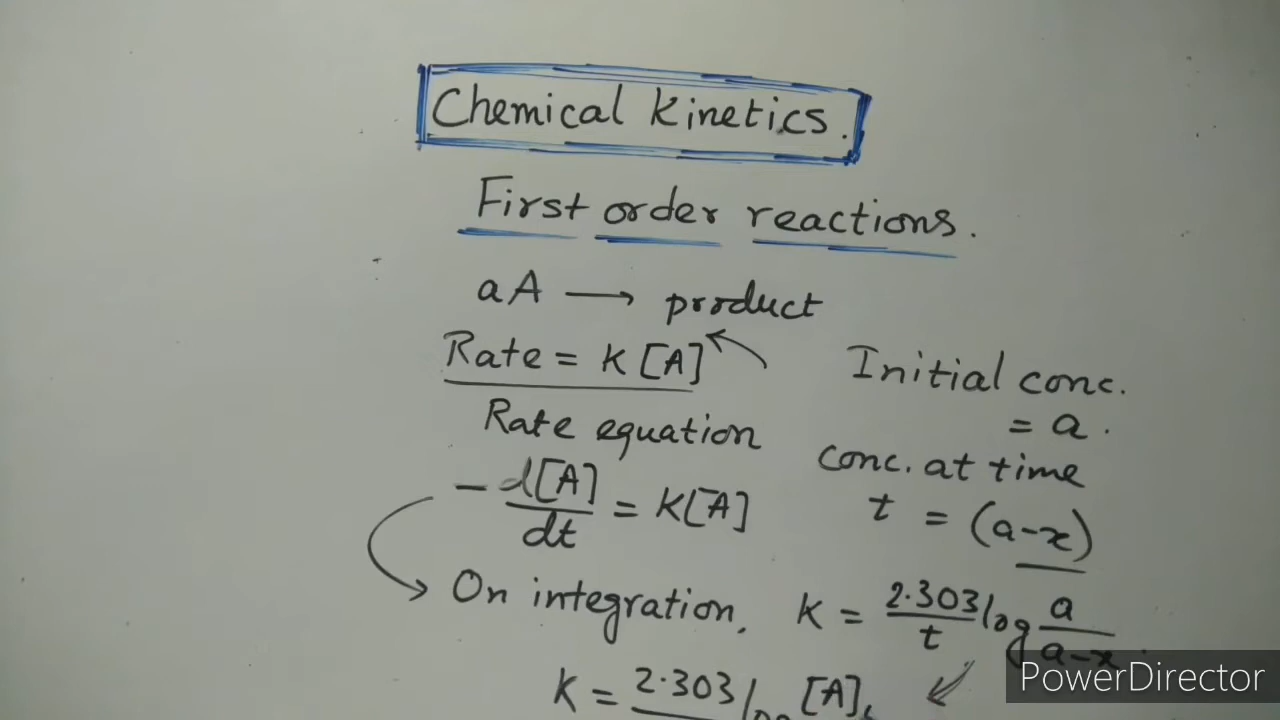 Chemical Kinetics.
First order reactions.
aA → product
Rate = K[A]
Initial conc.
= a.
Rate equation
conc. at time
t = (a-x)
- d[A]/dt = K[A]
On integration, K = 2.303/t log a/a-x
K = 2.303 log [A]
PowerDirector